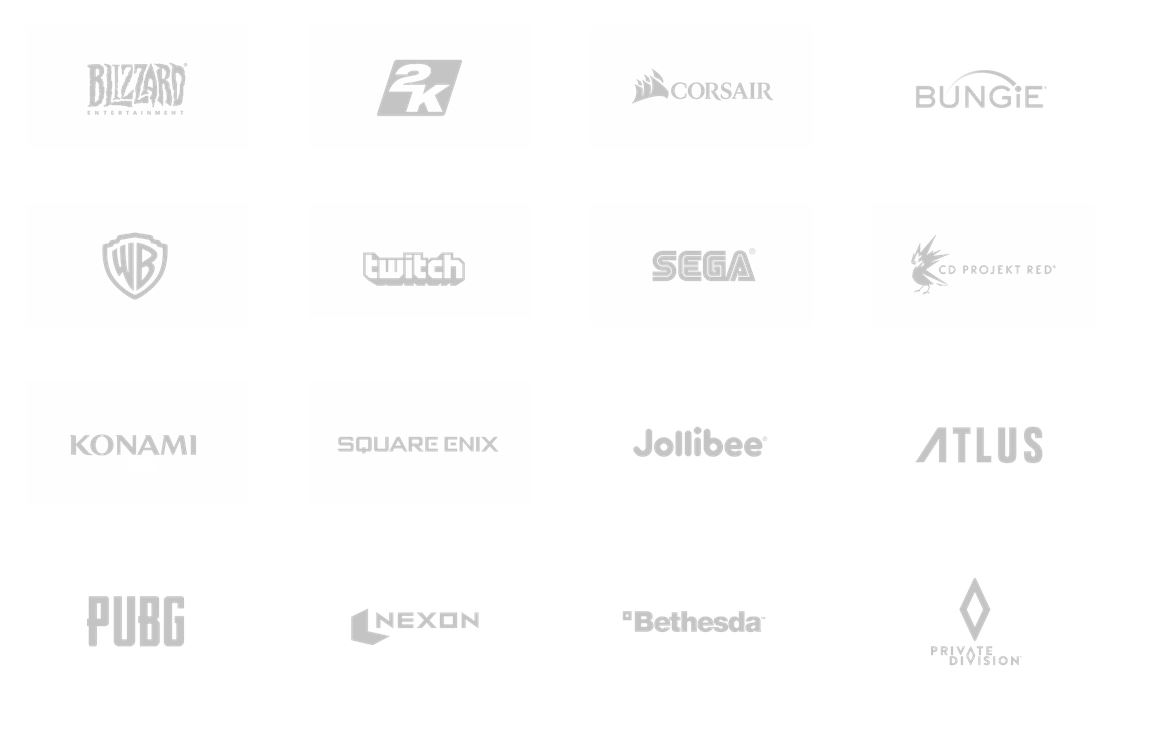 BLIZZARD
ENTERTAINMENT
2K
CORSAIR
BUNGiE
WB
twitch
SEGA®
CD PROJEKT RED®
KONAMI
SQUARE ENIX
Jollibee®
ATLUS
PUBG
NEXON
Bethesda™
PRIVATE
DIVISION